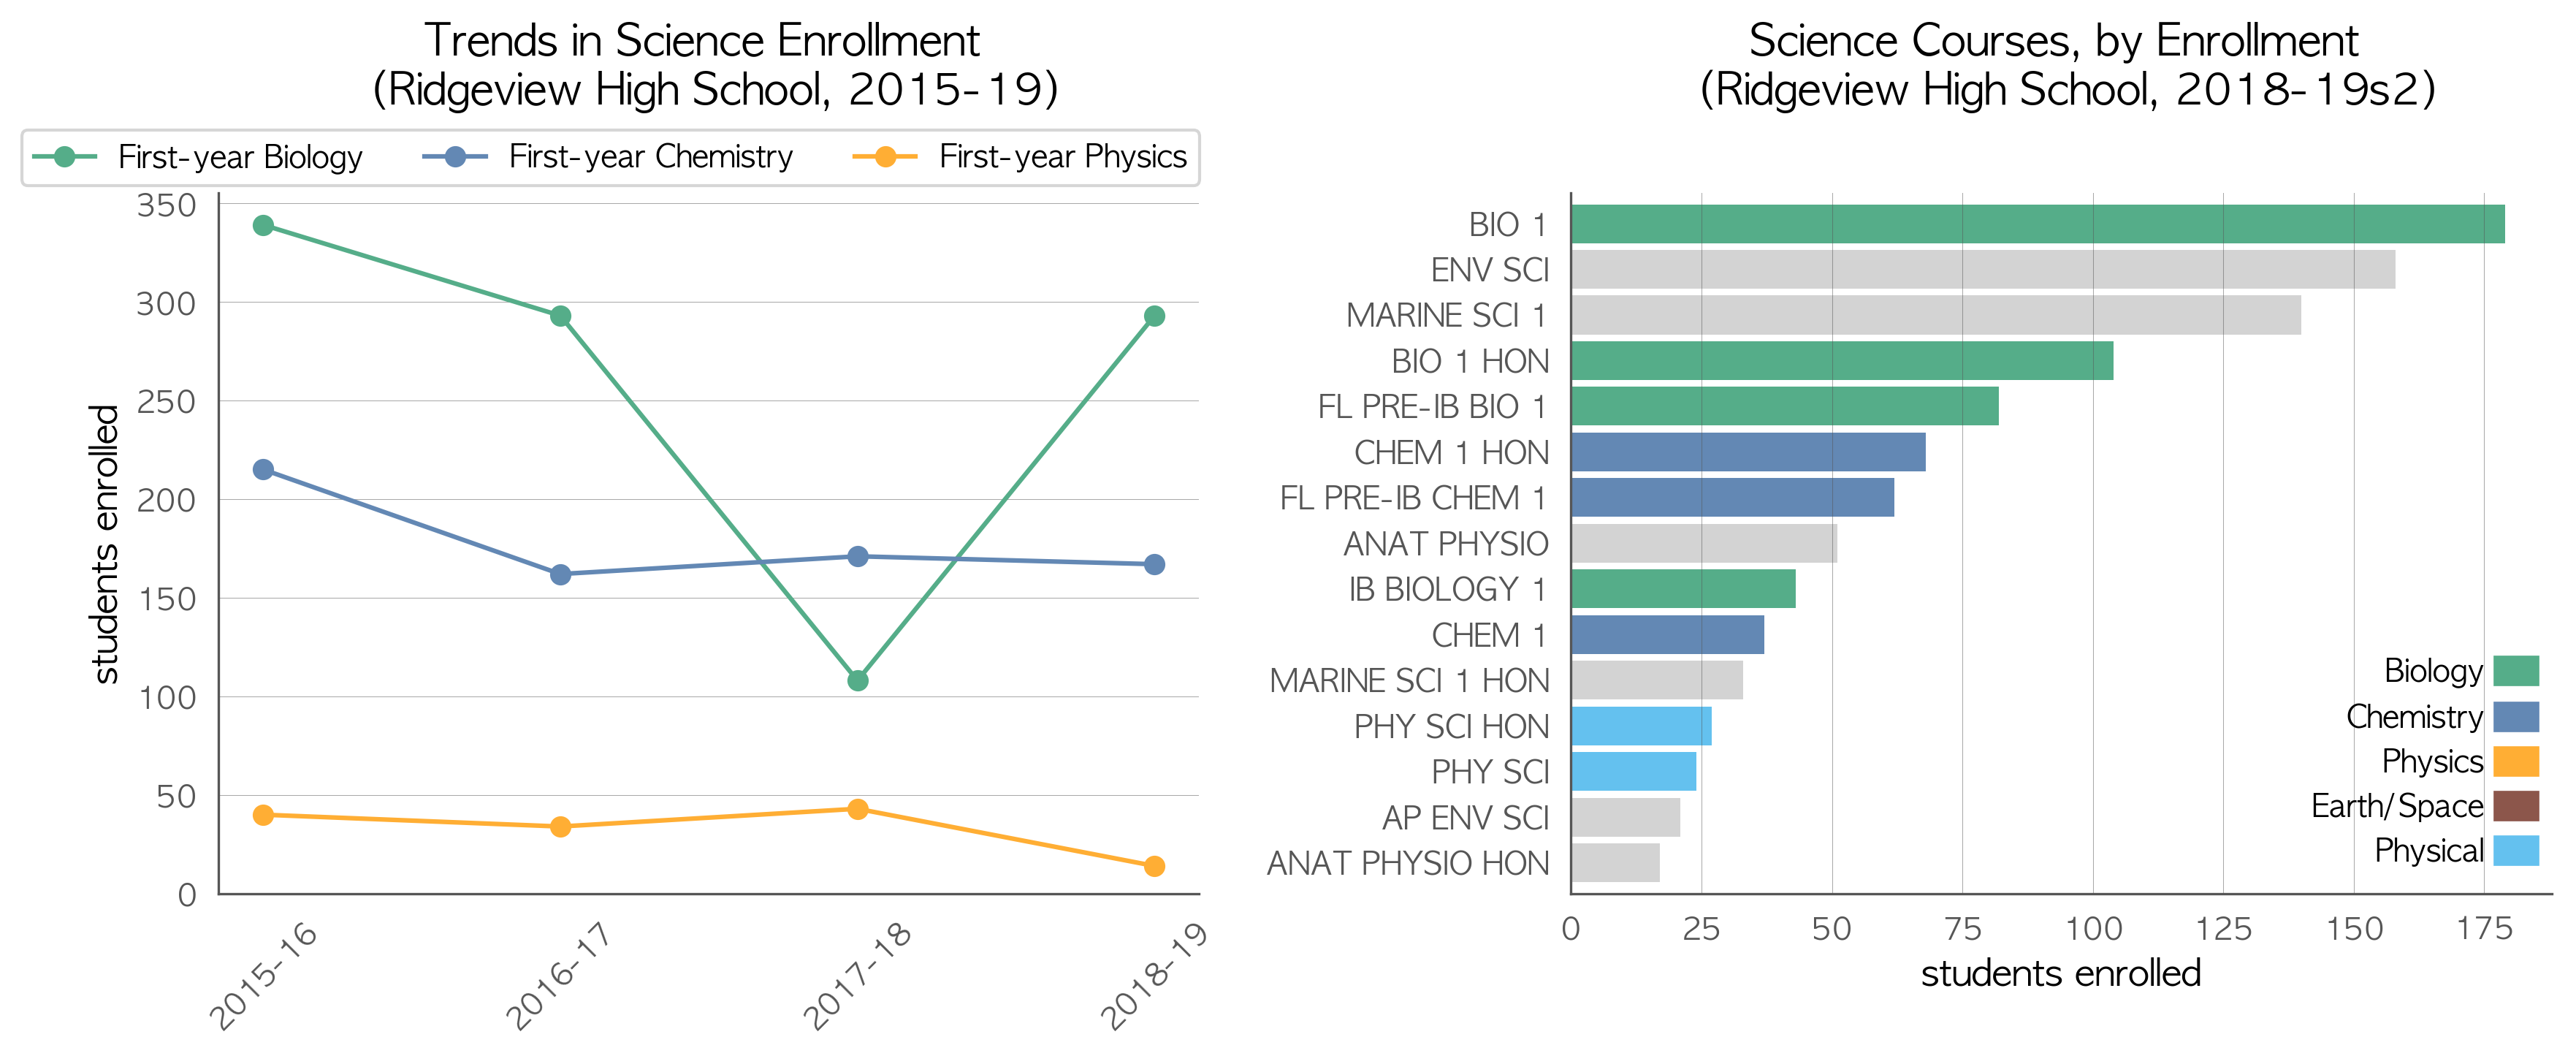 Trends in Science Enrollment
(Ridgeview High School, 2015-19)
First-year Biology
First-year Chemistry
First-year Physics
350
300
250
200
150
100
50
0
students enrolled
2015-16
2016-17
2017-18
2018-19
Science Courses, by Enrollment
(Ridgeview High School, 2018-19s2)
BIO 1
ENV SCI
MARINE SCI 1
BIO 1 HON
FL PRE-IB BIO 1
CHEM 1 HON
FL PRE-IB CHEM 1
ANAT PHYSIO
IB BIOLOGY 1
CHEM 1
MARINE SCI 1 HON
PHY SCI HON
PHY SCI
AP ENV SCI
ANAT PHYSIO HON
Biology
Chemistry
Physics
Earth/Space
Physical
0 25 50 75 100 125 150 175
students enrolled